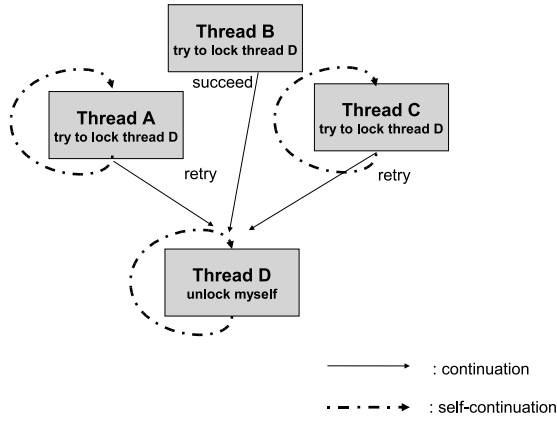 Thread B
try to lock thread D
succeed
Thread A
try to lock thread D
Thread C
try to lock thread D
retry
retry
Thread D
unlock myself
: continuation
: self-continuation